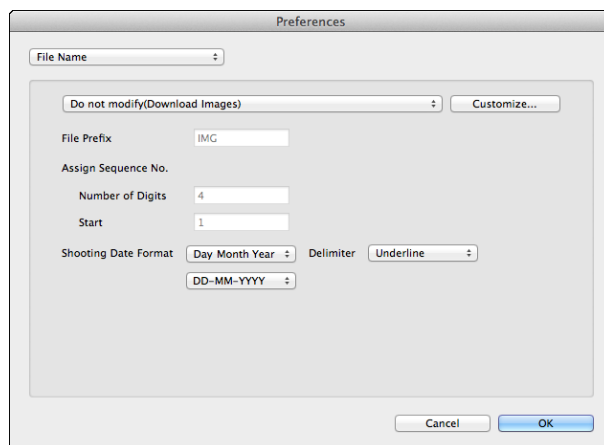 Preferences
File Name
Do not modify(Download Images) Customize...
File Prefix IMG
Assign Sequence No.
Number of Digits 4
Start 1
Shooting Date Format Day Month Year Delimiter Underline
DD-MM-YYYY
Cancel OK